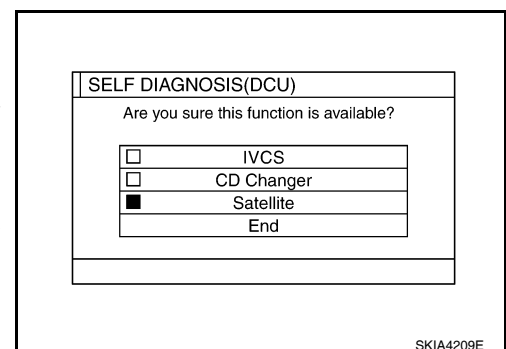 SELF DIAGNOSIS(DCU)
Are you sure this function is available?
IVCS
CD Changer
Satellite
End
SKIA4209E